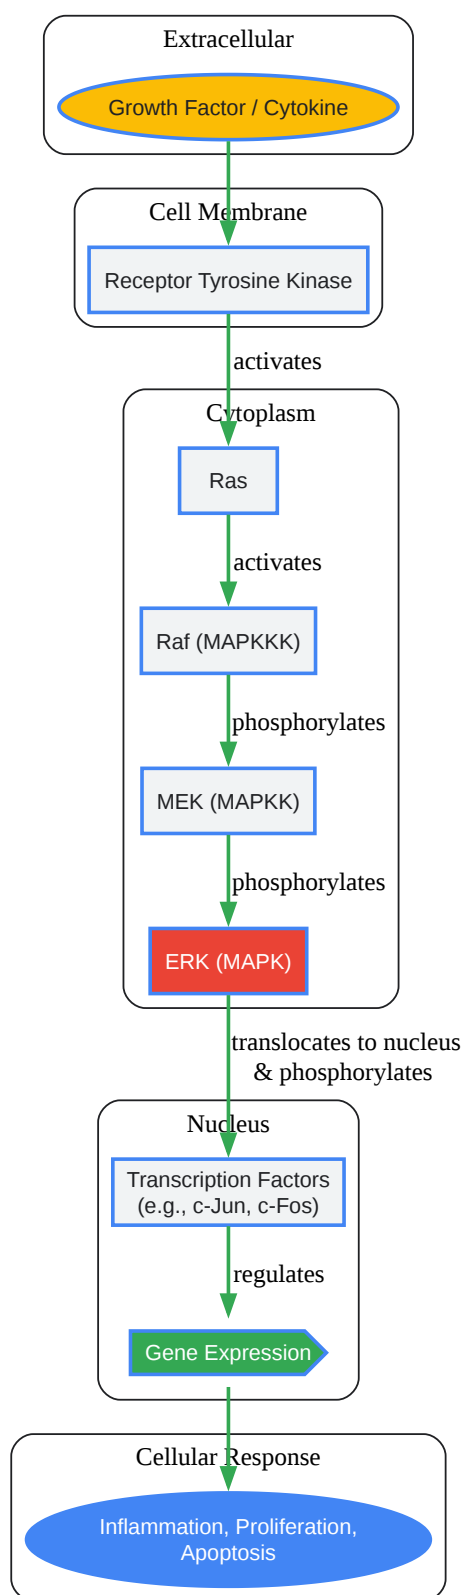 Extracellular
Growth Factor / Cytokine
Cell Membrane
Receptor Tyrosine Kinase
activates
Cytoplasm
Ras
activates
Raf (MAPKKK)
phosphorylates
MEK (MAPKK)
phosphorylates
ERK (MAPK)
translocates to nucleus
& phosphorylates
Nucleus
Transcription Factors
(e.g., c-Jun, c-Fos)
regulates
Gene Expression
Cellular Response
Inflammation, Proliferation,
Apoptosis